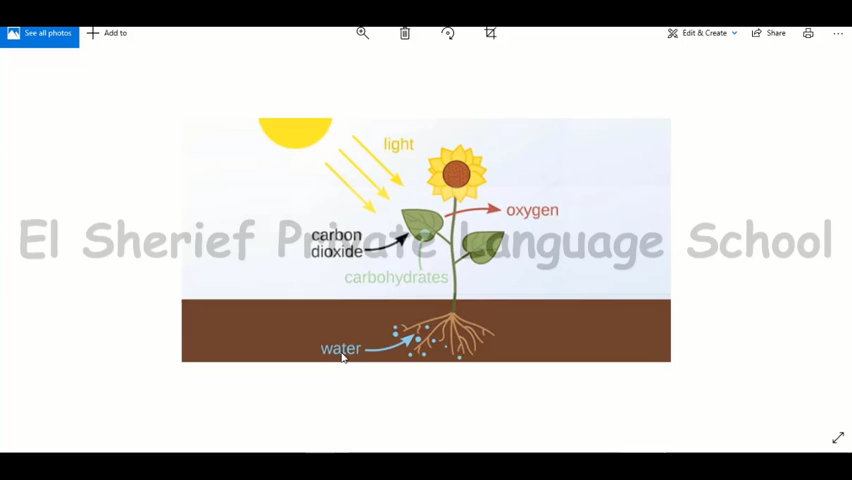 See all photos
Add to
Edit & Create
Share
light
oxygen
El Sherief Private Language School
carbon
dioxide
carbohydrates
water